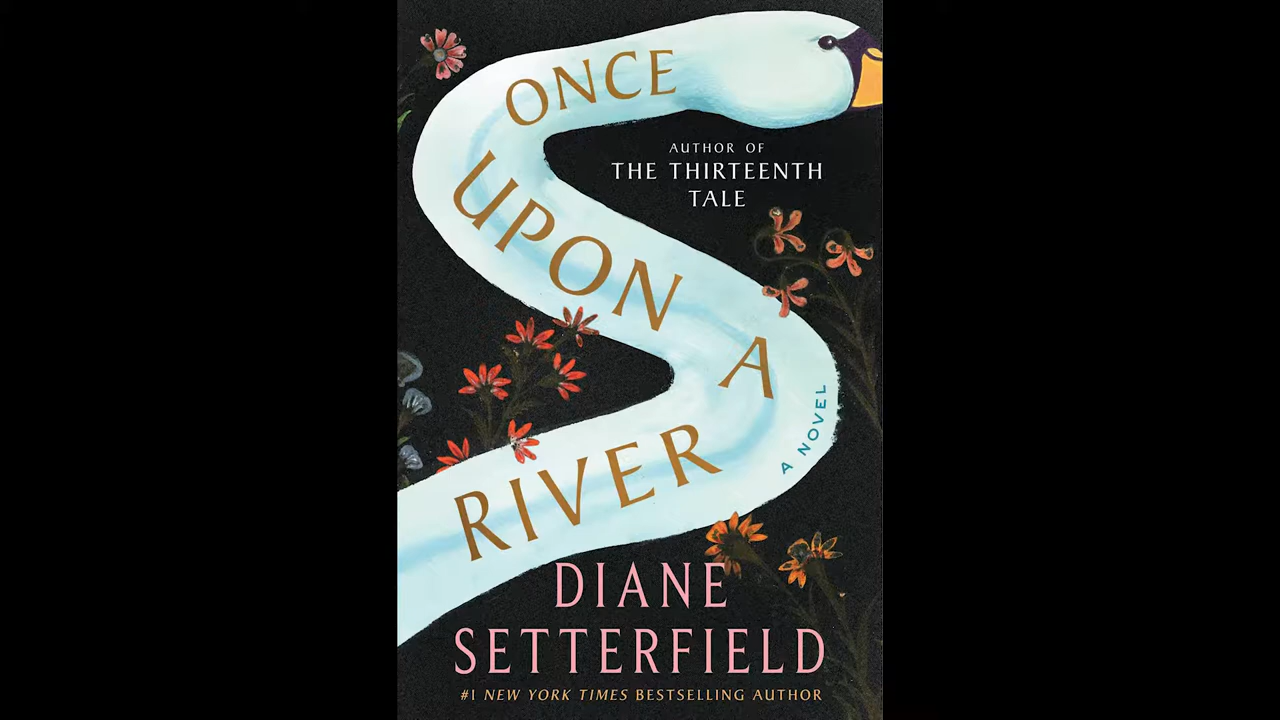 ONCE
UPON
A
RIVER
AUTHOR OF
THE THIRTEENTH
TALE
A NOVEL
DIANE
SETTERFIELD
#1 NEW YORK TIMES BESTSELLING AUTHOR